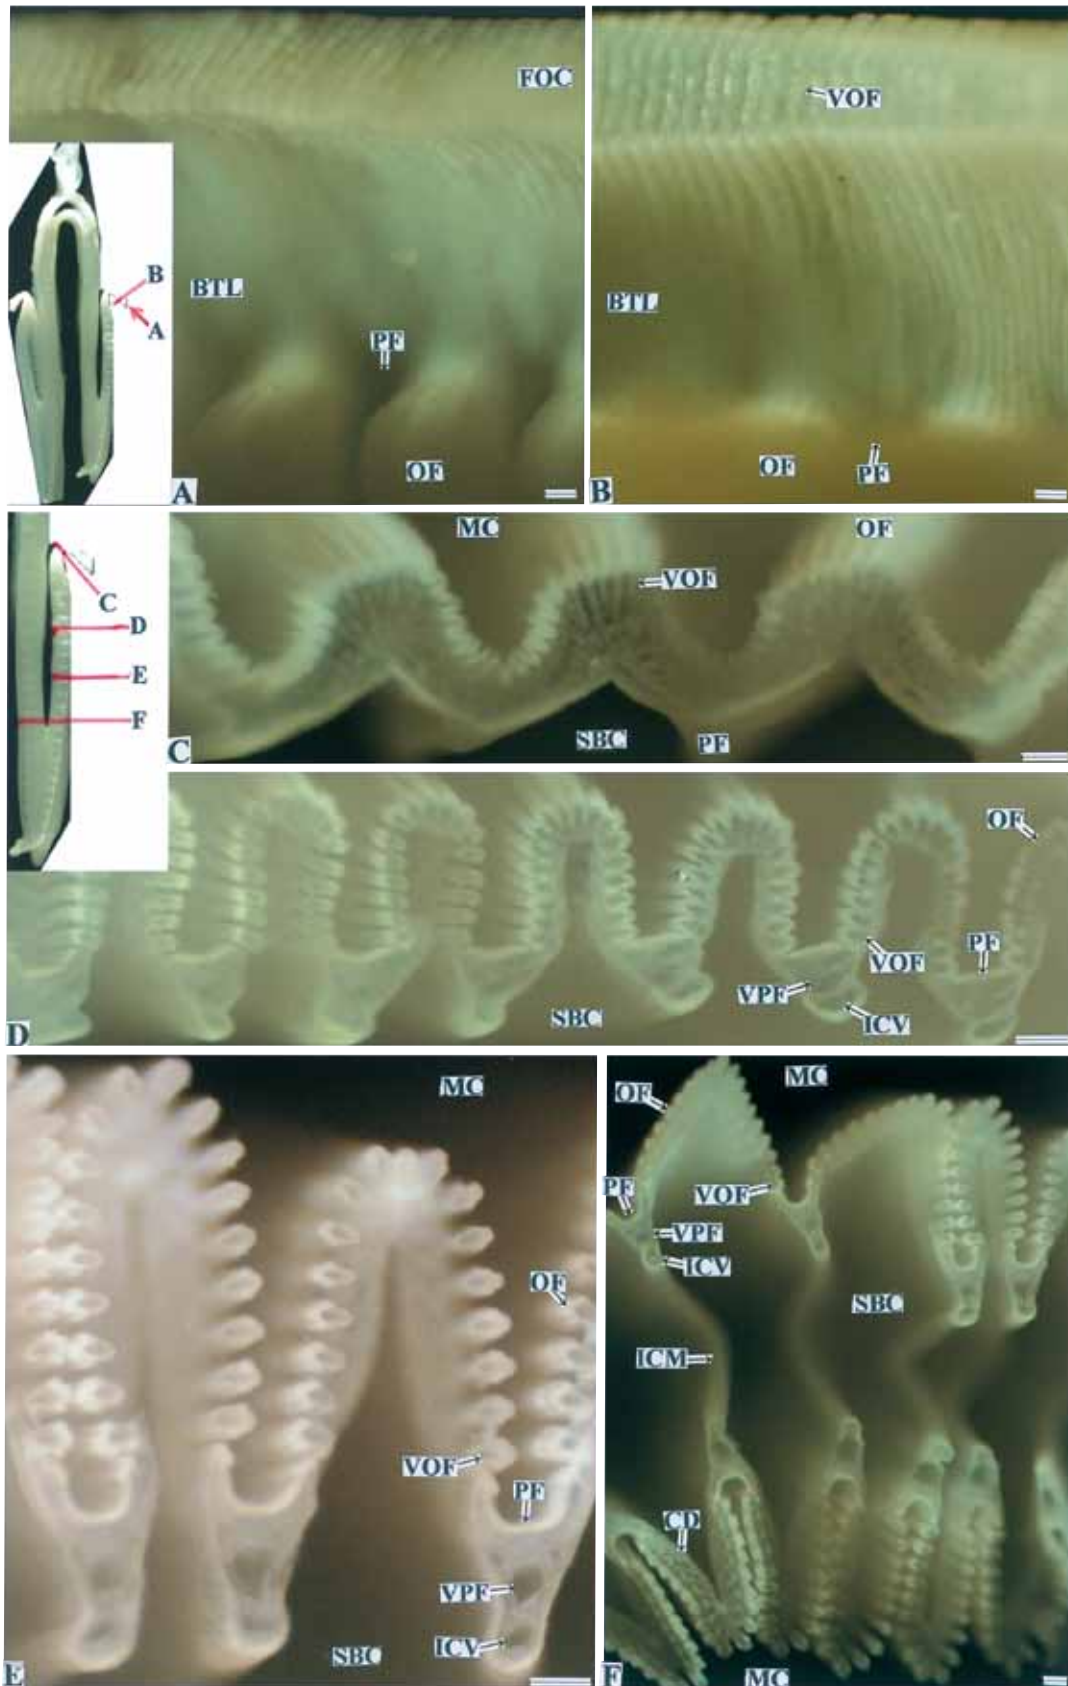 FOC
BTL
PF
OF
B
A
A
VOF
BTL
OF
PF
B
MC
OF
VOF
SBC
PF
C
C
D
E
F
OF
PF
VOF
VPF
ICV
SBC
D
MC
OF
VOF
PF
VPF
ICV
SBC
E
MC
OF
PF
VOF
VPF
ICV
SBC
ICM
CD
MC
F